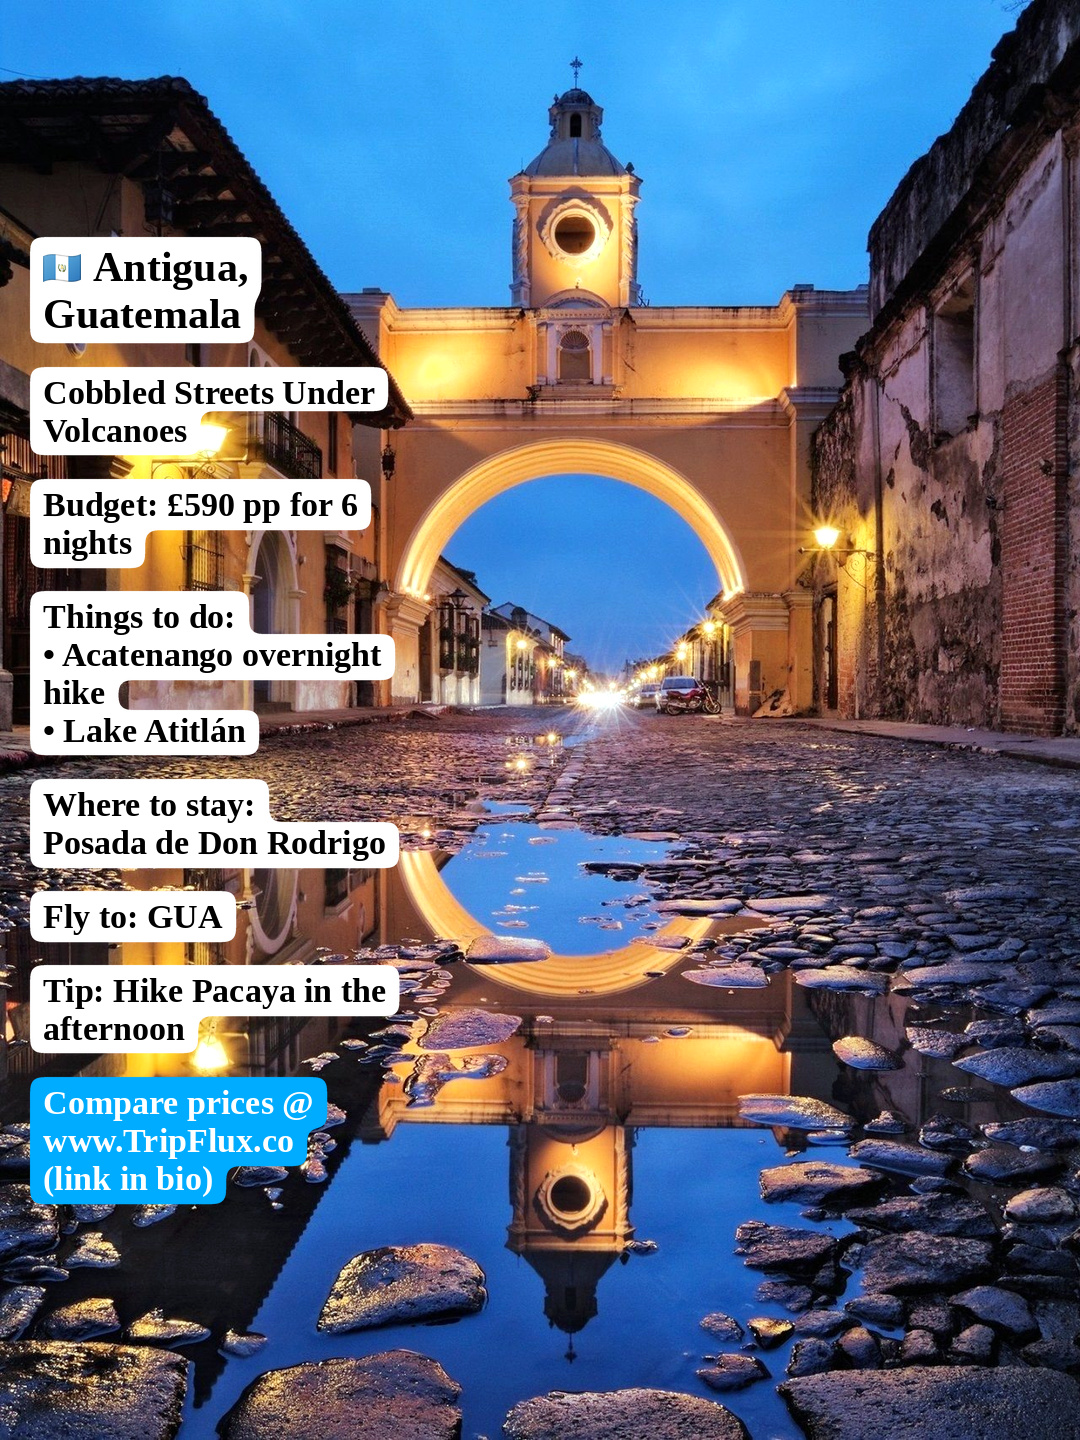 🇬🇹 Antigua,
Guatemala
Cobbled Streets Under
Volcanoes
Budget: £590 pp for 6
nights
Things to do:
• Acatenango overnight
hike
• Lake Atitlán
Where to stay:
Posada de Don Rodrigo
Fly to: GUA
Tip: Hike Pacaya in the
afternoon
Compare prices @
www.TripFlux.co
(link in bio)